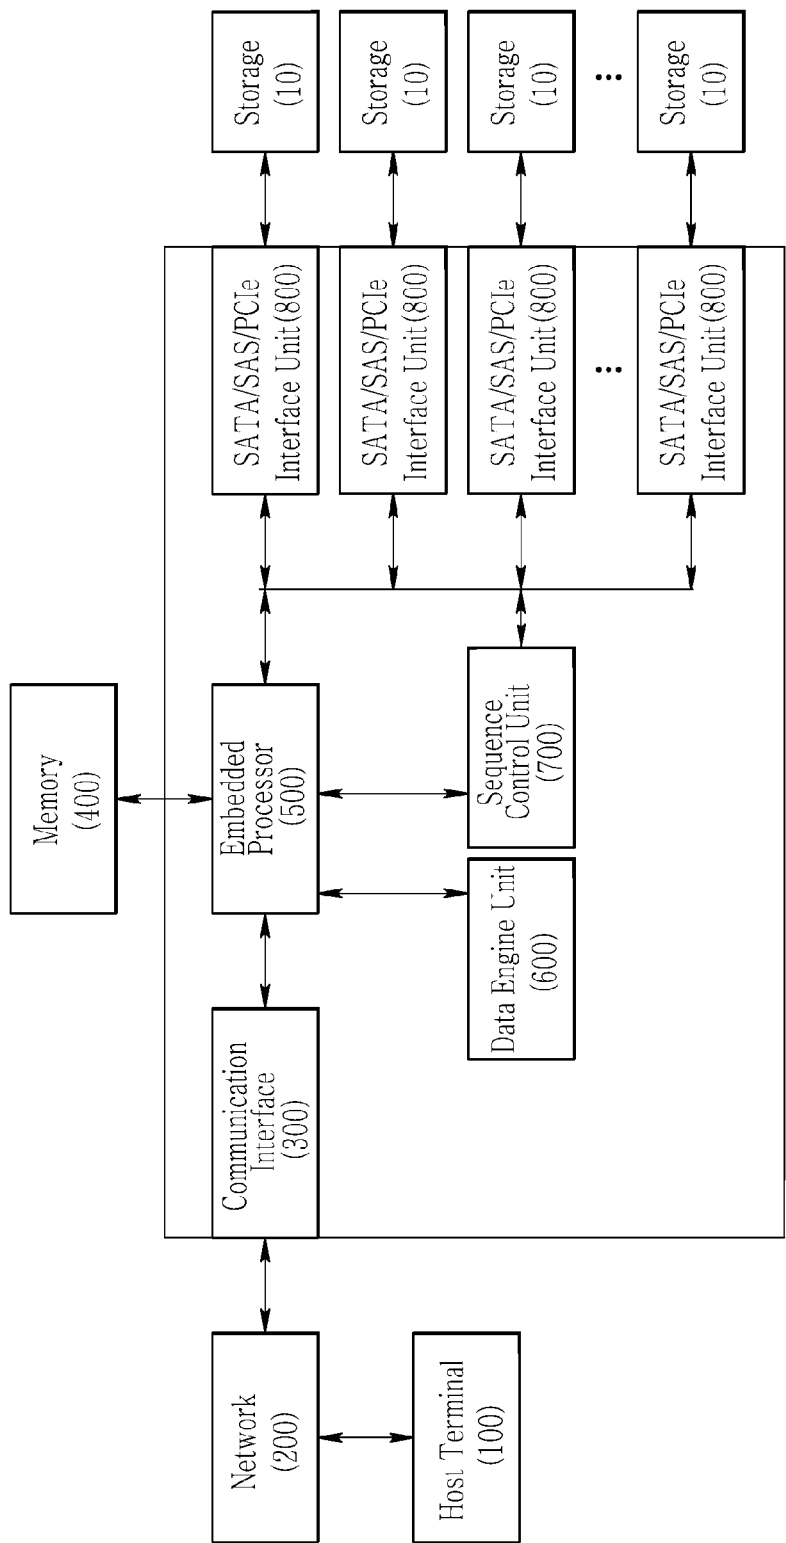 Memory
(400)
Network
(200)
Host Terminal
(100)
Communication
Interface
(300)
Embedded
Processor
(500)
Data Engine Unit
(600)
Sequence
Control Unit
(700)
SATA/SAS/PCIe
Interface Unit(800)
SATA/SAS/PCIe
Interface Unit(800)
SATA/SAS/PCIe
Interface Unit(800)
...
SATA/SAS/PCIe
Interface Unit(800)
Storage
(10)
Storage
(10)
Storage
(10)
...
Storage
(10)